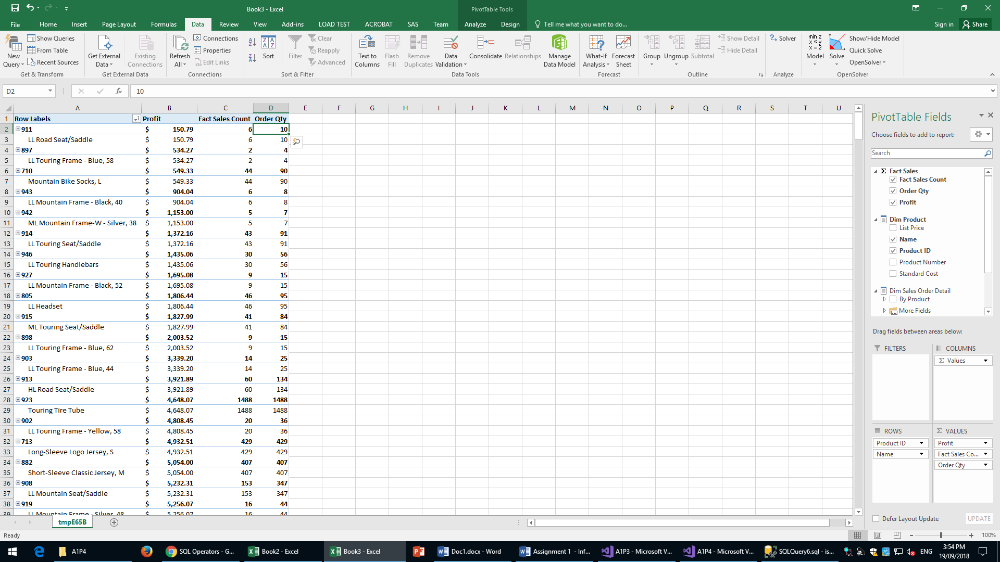 Book3 - Excel
PivotTable Tools
File Home Insert Page Layout Formulas Data Review View Add-ins LOAD TEST ACROBAT SAS Team Analyze Design Tell me what you want to do... Sign in Share
New Query
Show Queries
From Table
Recent Sources
Get & Transform
Get External Data
Existing Connections
Get External Data
Refresh All
Connections
Properties
Edit Links
Connections
Sort
Filter
Clear
Reapply
Advanced
Sort & Filter
Text to Columns
Flash Fill
Remove Duplicates
Data Validation
Consolidate
Relationships
Manage Data Model
Data Tools
What-If Analysis
Forecast Sheet
Forecast
Group
Ungroup
Subtotal
Show Detail
Hide Detail
Outline
Solver
Analyze
min z
x ≤ y
x = 2
Model
Solve
Show/Hide Model
Quick Solve
OpenSolver
OpenSolver
D2 fx 10
A B C D E F G H I J K L M N O P Q R S T U
1 Row Labels Profit Fact Sales Count Order Qty
2 911 $ 150.79 6 10
3 LL Road Seat/Saddle $ 150.79 6 10
4 897 $ 534.27 2 4
5 LL Touring Frame - Blue, 58 $ 534.27 2 4
6 710 $ 549.33 44 90
7 Mountain Bike Socks, L $ 549.33 44 90
8 943 $ 904.04 6 8
9 LL Mountain Frame - Black, 40 $ 904.04 6 8
10 942 $ 1,153.00 5 7
11 ML Mountain Frame-W - Silver, 38 $ 1,153.00 5 7
12 914 $ 1,372.16 43 91
13 LL Touring Seat/Saddle $ 1,372.16 43 91
14 946 $ 1,435.06 30 56
15 LL Touring Handlebars $ 1,435.06 30 56
16 927 $ 1,695.08 9 15
17 LL Mountain Frame - Black, 52 $ 1,695.08 9 15
18 805 $ 1,806.44 46 95
19 LL Headset $ 1,806.44 46 95
20 915 $ 1,827.99 41 84
21 ML Touring Seat/Saddle $ 1,827.99 41 84
22 898 $ 2,003.52 9 15
23 LL Touring Frame - Blue, 62 $ 2,003.52 9 15
24 903 $ 3,339.20 14 25
25 LL Touring Frame - Blue, 44 $ 3,339.20 14 25
26 913 $ 3,921.89 60 134
27 HL Road Seat/Saddle $ 3,921.89 60 134
28 923 $ 4,648.07 1488 1488
29 Touring Tire Tube $ 4,648.07 1488 1488
30 902 $ 4,808.45 20 36
31 LL Touring Frame - Yellow, 58 $ 4,808.45 20 36
32 713 $ 4,932.51 429 429
33 Long-Sleeve Logo Jersey, S $ 4,932.51 429 429
34 882 $ 5,054.00 407 407
35 Short-Sleeve Classic Jersey, M $ 5,054.00 407 407
36 908 $ 5,232.31 153 347
37 LL Mountain Seat/Saddle $ 5,232.31 153 347
38 919 $ 5,256.07 16 44
39 LL Mountain Frame - Silver, 48 $ 5,256.07 16 44
PivotTable Fields
Choose fields to add to report:
Search
Σ Fact Sales
Fact Sales Count
Order Qty
Profit
Dim Product
List Price
Name
Product ID
Product Number
Standard Cost
Dim Sales Order Detail
By Product
More Fields
Drag fields between areas below:
FILTERS
COLUMNS
Σ Values
ROWS
Product ID
Name
Σ VALUES
Profit
Fact Sales Co...
Order Qty
Defer Layout Update UPDATE
tmpE65B
Ready 100%
A1P4 SQL Operators - G... Book2 - Excel Book3 - Excel Doc1.docx - Word Assignment 1 - Inf... A1P3 - Microsoft V... A1P4 - Microsoft V... SQLQuery6.sql - is... ENG
3:54 PM
19/09/2018